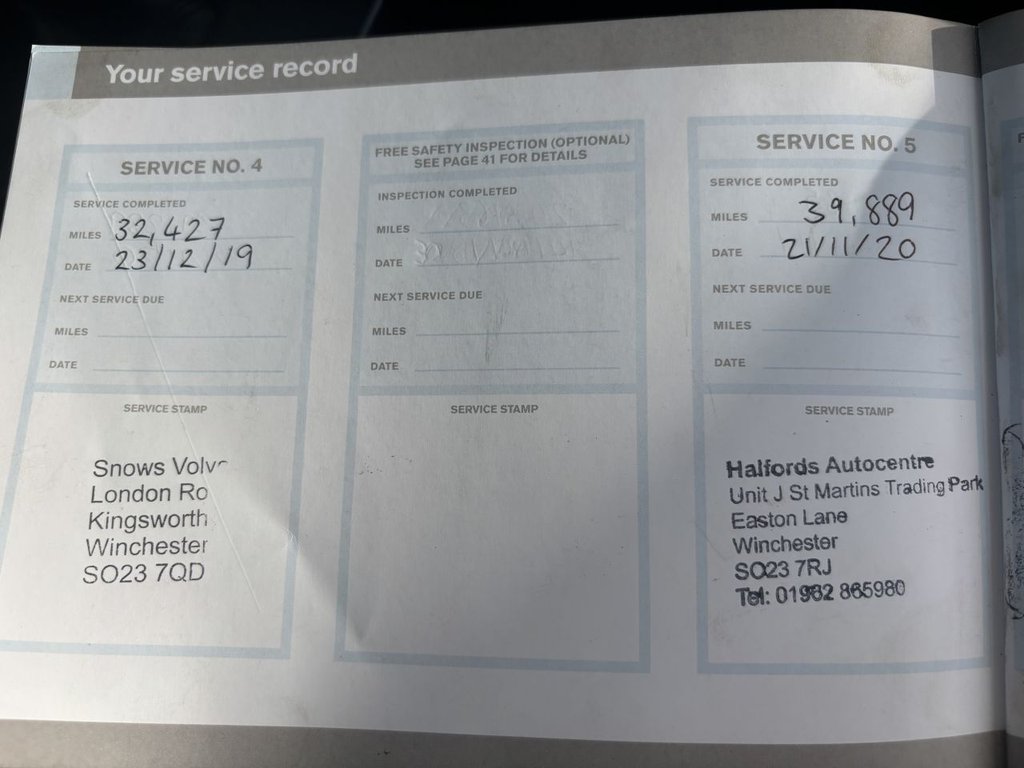 Your service record
SERVICE NO. 4
SERVICE COMPLETED
MILES 32,427
DATE 23/12/19
NEXT SERVICE DUE
MILES
DATE
SERVICE STAMP
Snows
London
Kingsworth
Winchester
SO23 7QD
FREE SAFETY INSPECTION (OPTIONAL)
SEE PAGE 41 FOR DETAILS
INSPECTION COMPLETED
MILES
DATE
NEXT SERVICE DUE
MILES
DATE
SERVICE STAMP
SERVICE NO. 5
SERVICE COMPLETED
MILES 39,889
DATE 21/11/20
NEXT SERVICE DUE
MILES
DATE
SERVICE STAMP
Halfords Autocentre
Unit J St Martins Trading Park
Easton Lane
Winchester
SO23 7RJ
Tel: 01962 865980